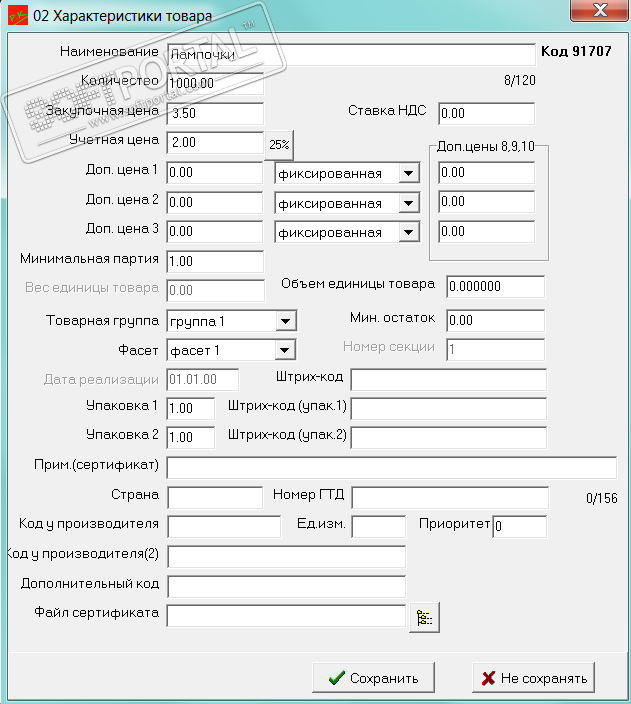 02 Характеристики товара
Наименование Лампочки Код 91707
Количество 1000.00 8/120
Закупочная цена 3.50 Ставка НДС 0.00
Учетная цена 2.00 25% Доп.цены 8,9,10
Доп. цена 1 0.00 фиксированная 0.00
Доп. цена 2 0.00 фиксированная 0.00
Доп. цена 3 0.00 фиксированная 0.00
Минимальная партия 1.00
Вес единицы товара 0.00 Объем единицы товара 0.000000
Товарная группа группа 1 Мин. остаток 0.00
Фасет фасет 1 Номер секции 1
Дата реализации 01.01.00 Штрих-код
Упаковка 1 1.00 Штрих-код (упак.1)
Упаковка 2 1.00 Штрих-код (упак.2)
Прим.(сертификат)
Страна Номер ГТД 0/156
Код у производителя Ед.изм. Приоритет 0
Код у производителя(2)
Дополнительный код
Файл сертификата
Сохранить Не сохранять
SOFTPORTAL
www.softportal.com